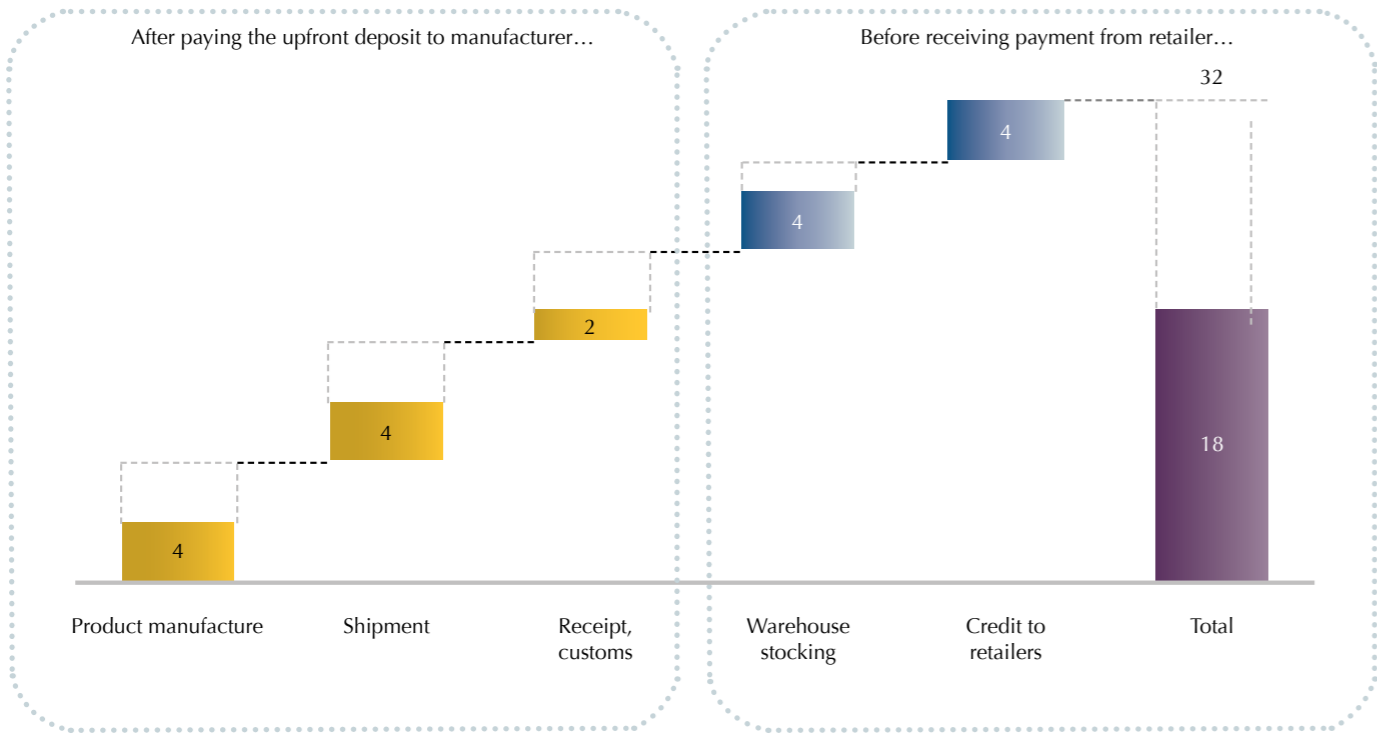 After paying the upfront deposit to manufacturer…
Before receiving payment from retailer…
32
4
4
2
4
4
18
Product manufacture
Shipment
Receipt,
customs
Warehouse
stocking
Credit to
retailers
Total